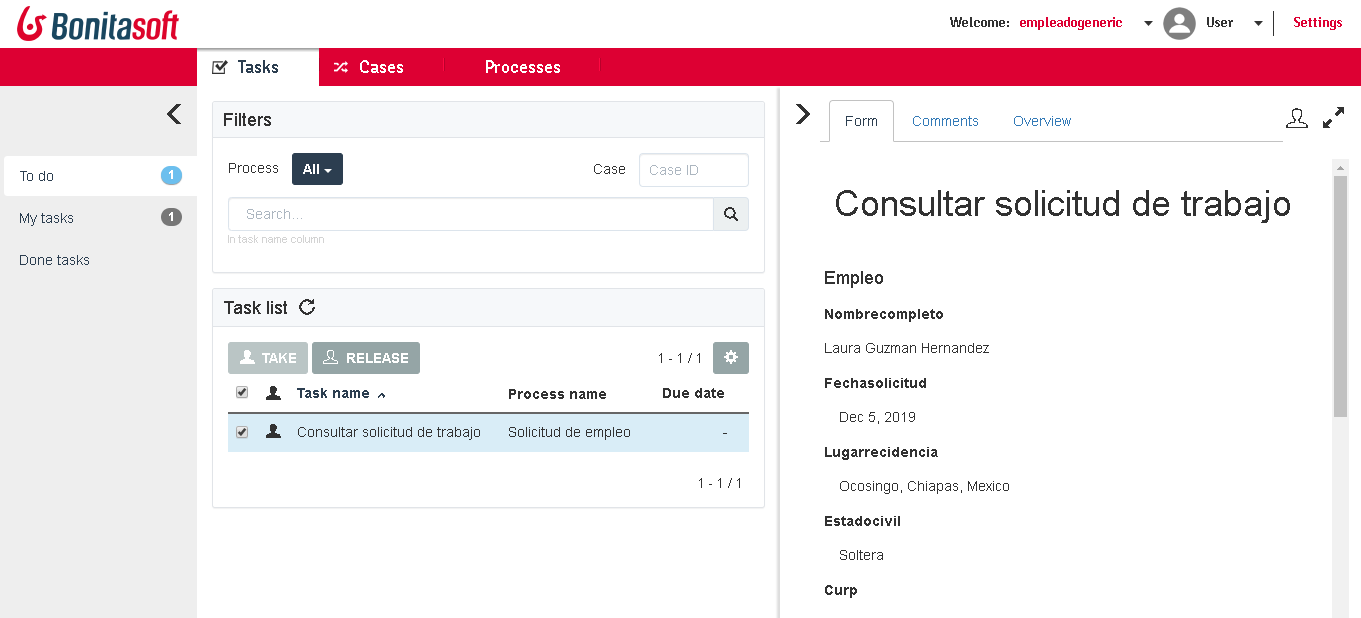 Bonitasoft
Welcome: empleadogeneric User Settings
Tasks Cases Processes
To do 1
My tasks 1
Done tasks
Filters
Process All Case Case ID
Search...
In task name column
Task list
TAKE RELEASE 1 - 1 / 1
Task name Process name Due date
Consultar solicitud de trabajo Solicitud de empleo -
1 - 1 / 1
Form Comments Overview
Consultar solicitud de trabajo
Empleo
Nombrecompleto
Laura Guzman Hernandez
Fechasolicitud
Dec 5, 2019
Lugarrecidencia
Ocosingo, Chiapas, Mexico
Estadocivil
Soltera
Curp